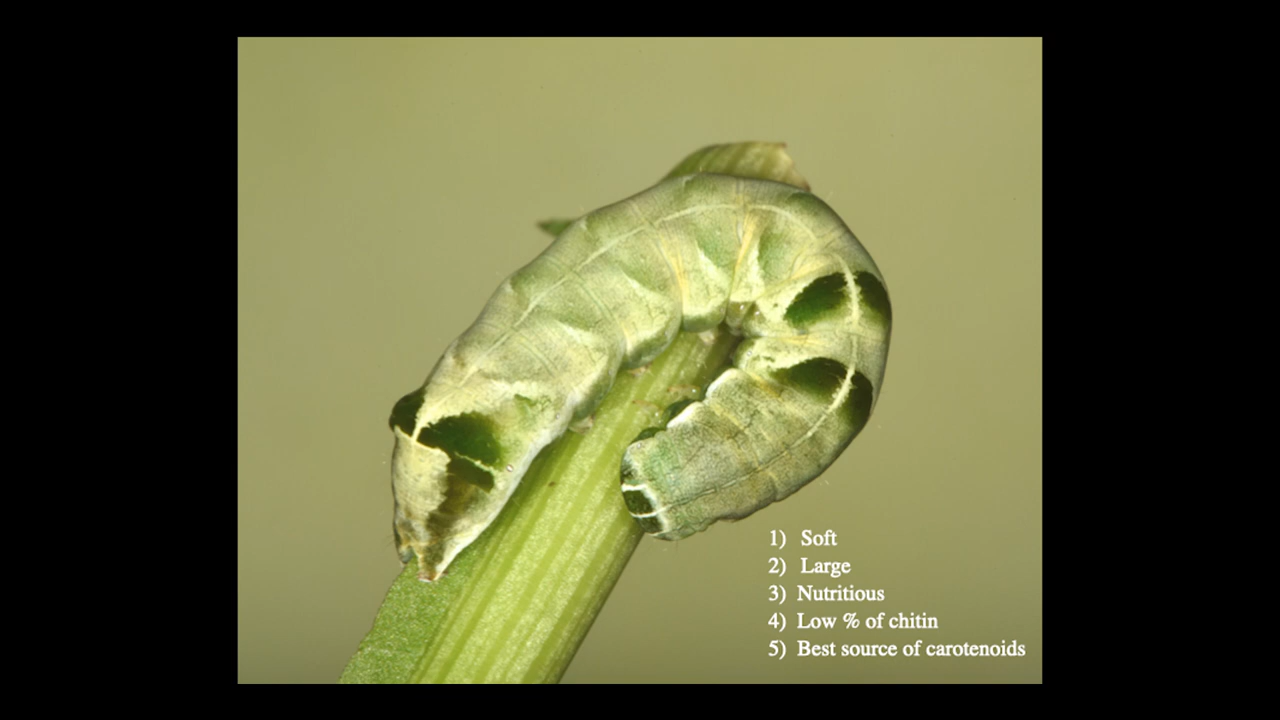 1) Soft
2) Large
3) Nutritious
4) Low % of chitin
5) Best source of carotenoids